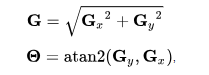 G = √(Gₓ² + Gᵧ²)
Θ = atan2(Gᵧ, Gₓ),